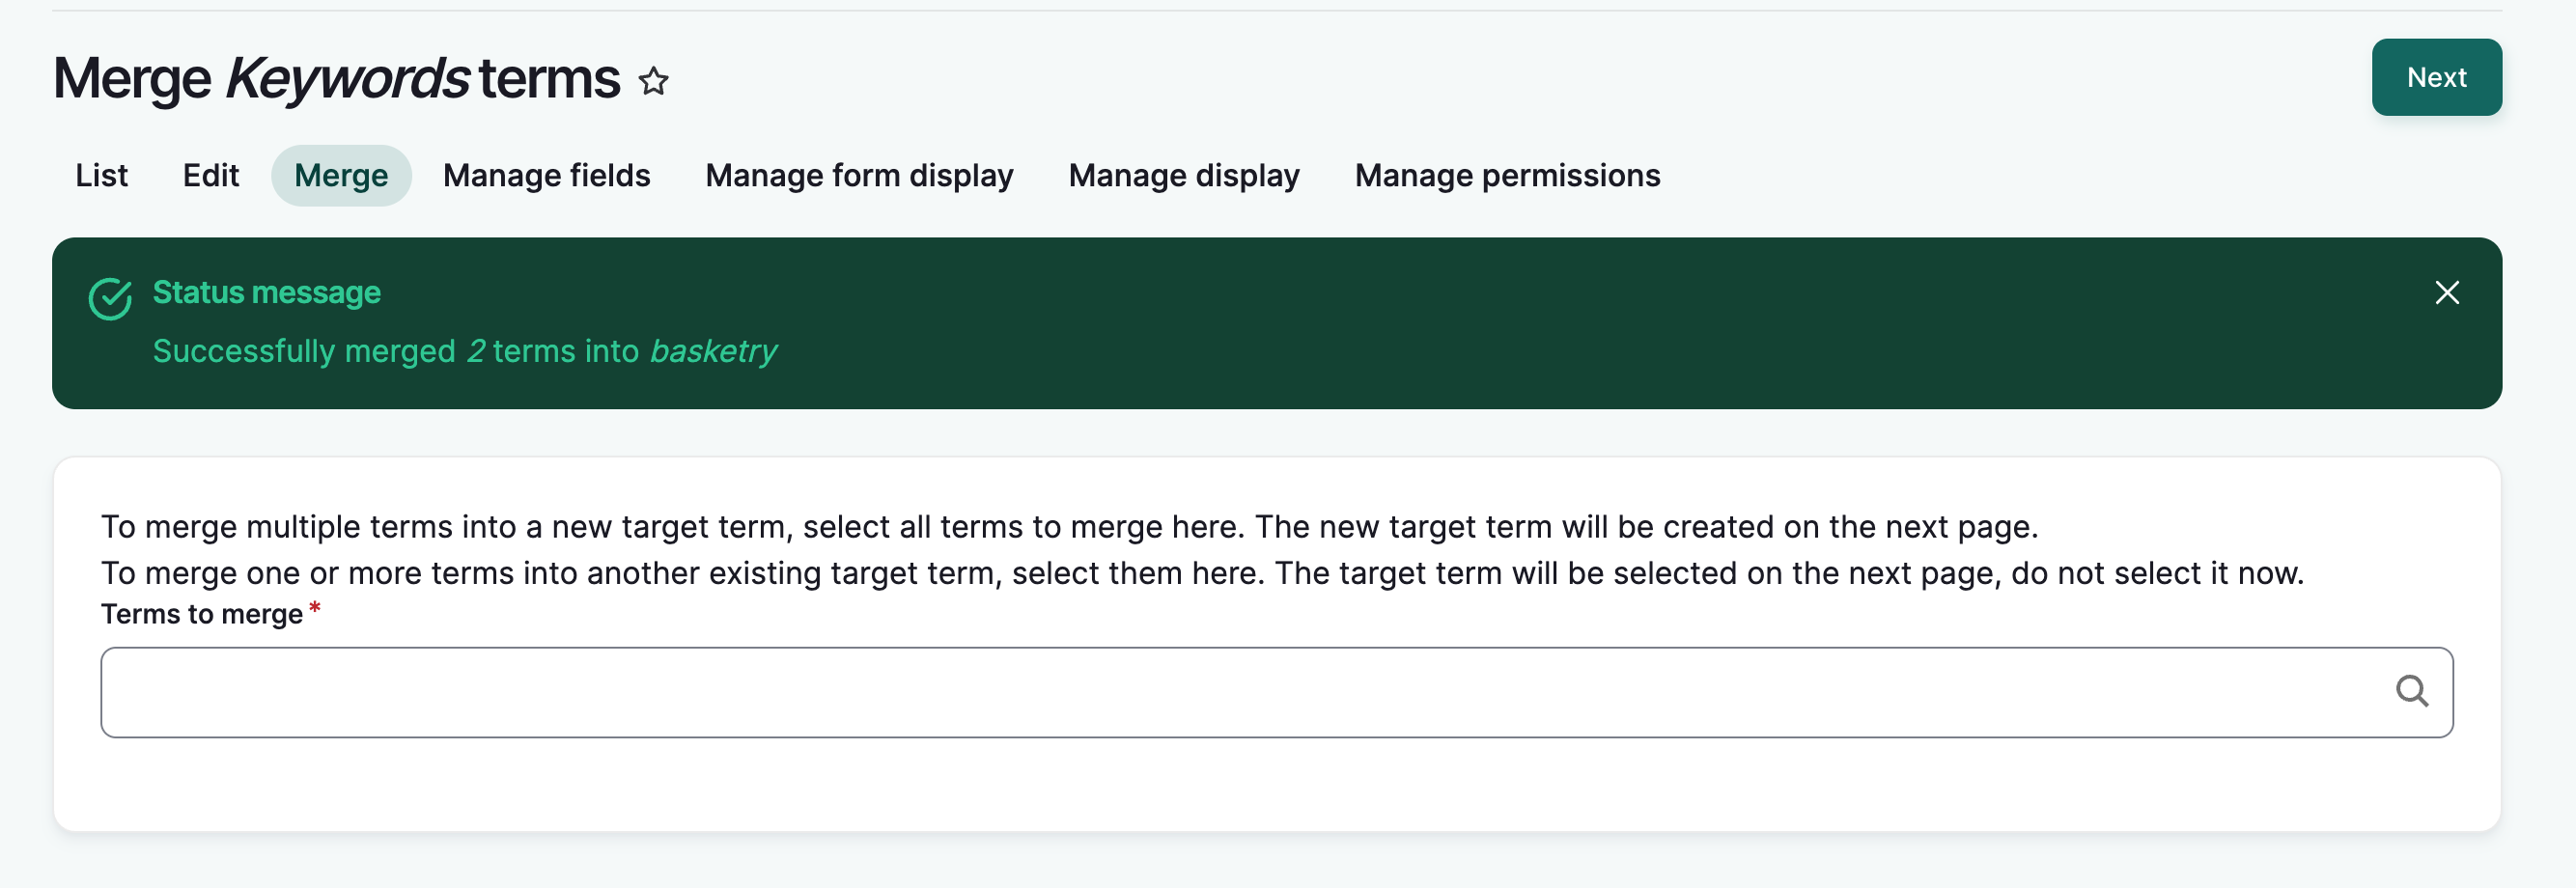 Merge Keywords terms
Next
List Edit Merge Manage fields Manage form display Manage display Manage permissions
Status message
Successfully merged 2 terms into basketry
To merge multiple terms into a new target term, select all terms to merge here. The new target term will be created on the next page.
To merge one or more terms into another existing target term, select them here. The target term will be selected on the next page, do not select it now.
Terms to merge*